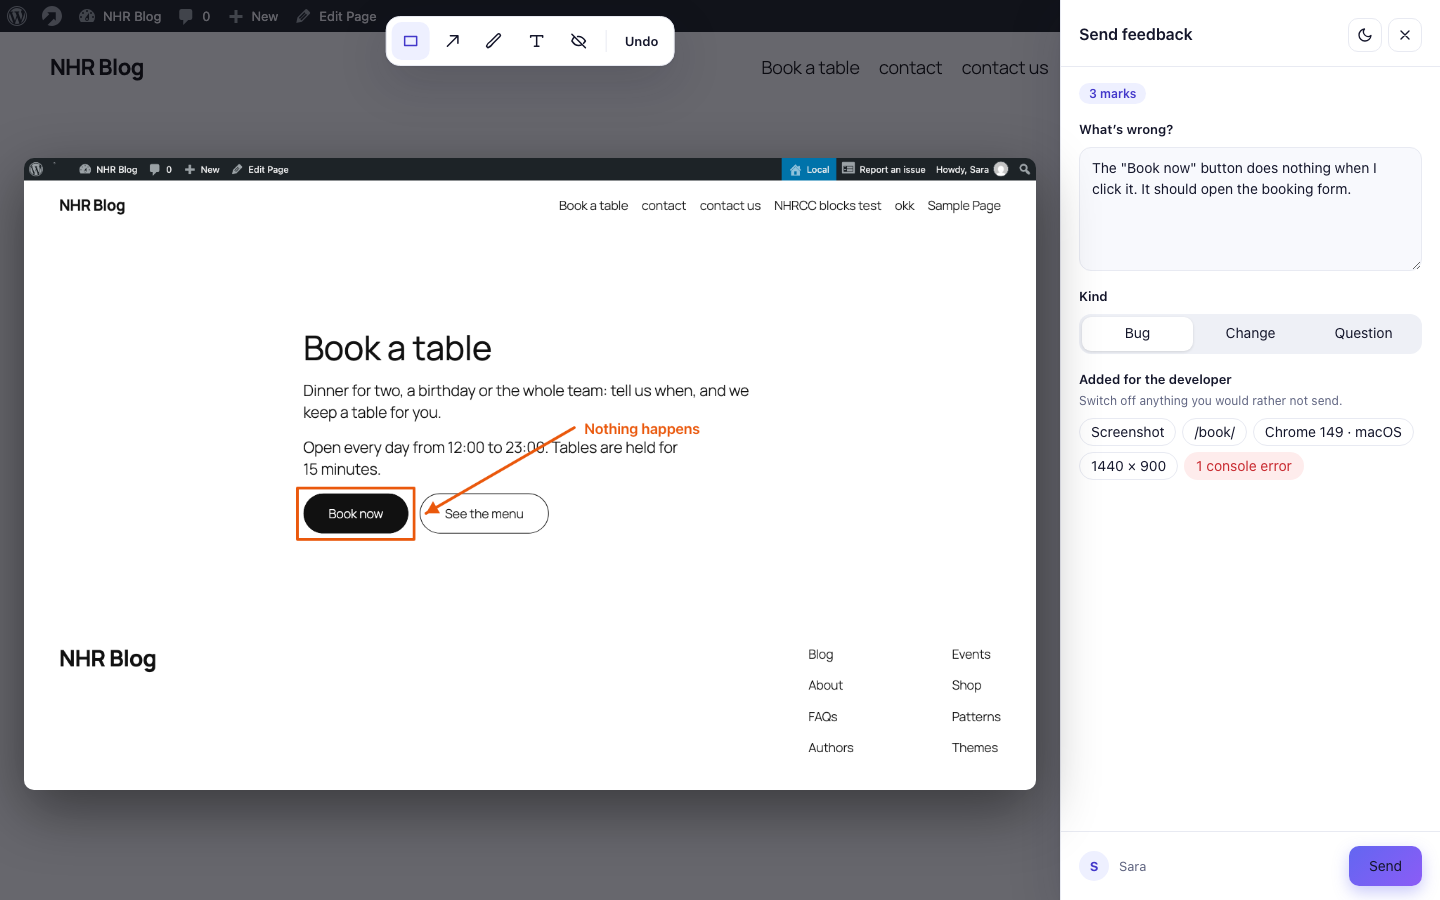 NHR Blog
0
New
Edit Page
Undo
NHR Blog
Book a table
contact
contact us
NHR Blog
0
New
Edit Page
Local
Report an issue
Howdy, Sara
NHR Blog
Book a table
contact
contact us
NHRCC blocks test
okk
Sample Page
Book a table
Dinner for two, a birthday or the whole team: tell us when, and we
keep a table for you.
Nothing happens
Open every day from 12:00 to 23:00. Tables are held for
15 minutes.
Book now
See the menu
NHR Blog
Blog
Events
About
Shop
FAQs
Patterns
Authors
Themes
Send feedback
3 marks
What's wrong?
The "Book now" button does nothing when I
click it. It should open the booking form.
Kind
Bug
Change
Question
Added for the developer
Switch off anything you would rather not send.
Screenshot
/book/
Chrome 149 · macOS
1440 × 900
1 console error
S
Sara
Send